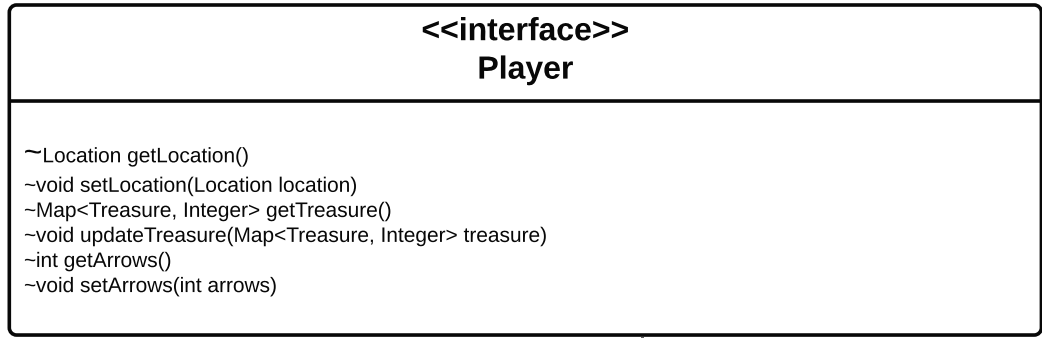 <<interface>>
Player
~Location getLocation()
~void setLocation(Location location)
~Map<Treasure, Integer> getTreasure()
~void updateTreasure(Map<Treasure, Integer> treasure)
~int getArrows()
~void setArrows(int arrows)